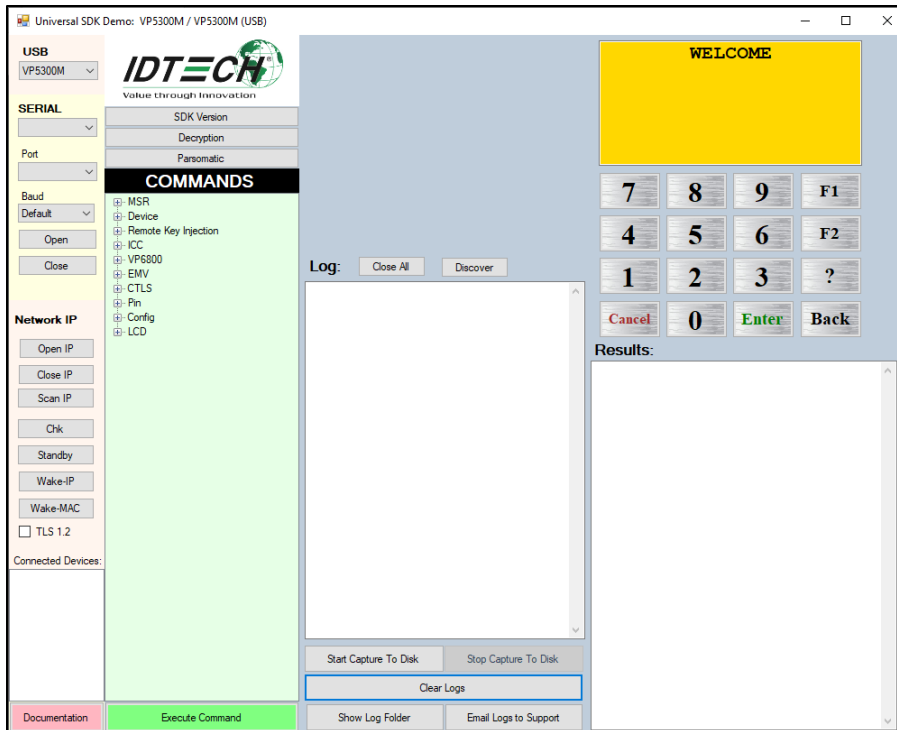 Universal SDK Demo: VP5300M / VP5300M (USB)
USB
VP5300M
SERIAL
Port
Baud
Default
Open
Close
Network IP
Open IP
Close IP
Scan IP
Chk
Standby
Wake-IP
Wake-MAC
TLS 1.2
Connected Devices:
Documentation
IDTECH®
Value through Innovation
SDK Version
Decryption
Parsomatic
COMMANDS
MSR
Device
Remote Key Injection
ICC
VP6800
EMV
CTLS
Pin
Config
LCD
Execute Command
Log: Close All Discover
Start Capture To Disk Stop Capture To Disk
Clear Logs
Show Log Folder Email Logs to Support
WELCOME
7 8 9 F1
4 5 6 F2
1 2 3 ?
Cancel 0 Enter Back
Results: